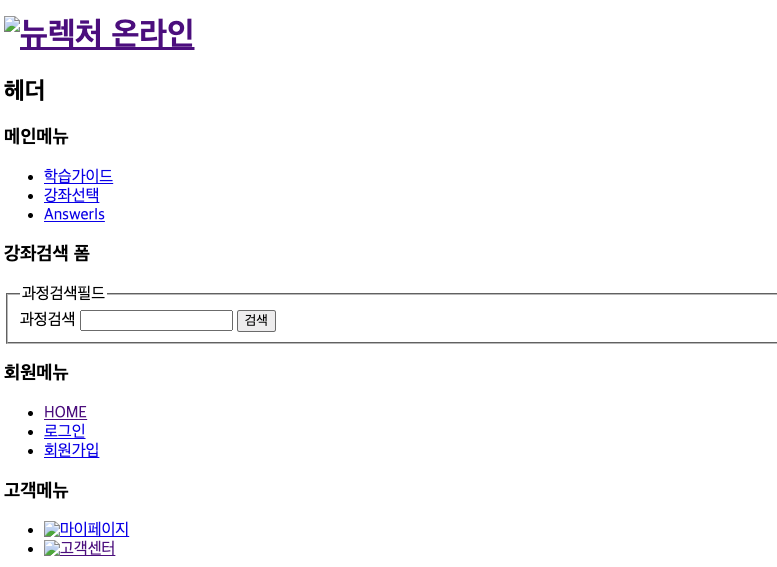 뉴렉처 온라인
헤더
메인메뉴
학습가이드
강좌선택
AnswerIs
강좌검색 폼
과정검색필드
과정검색 검색
회원메뉴
HOME
로그인
회원가입
고객메뉴
마이페이지
고객센터